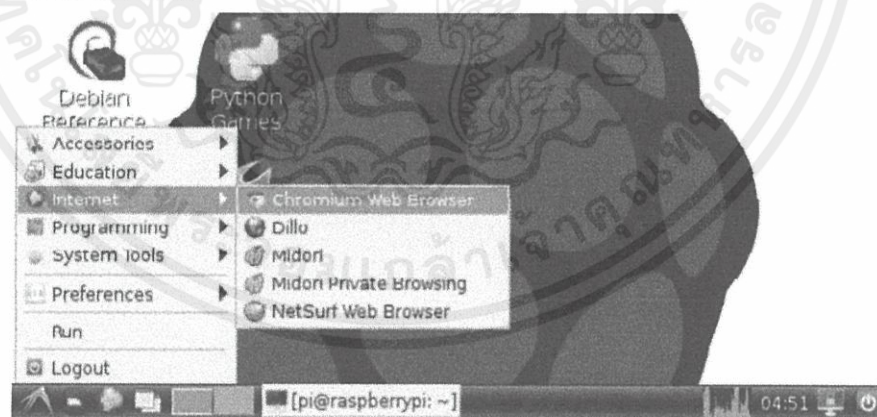 Debian
Reference
Python
Games
Accessories
Education
Internet
Programming
System Tools
Preferences
Run
Logout
Chromium Web Browser
Dillo
Midori
Midori Private Browsing
NetSurf Web Browser
[pi@raspberrypi: ~]
04:51